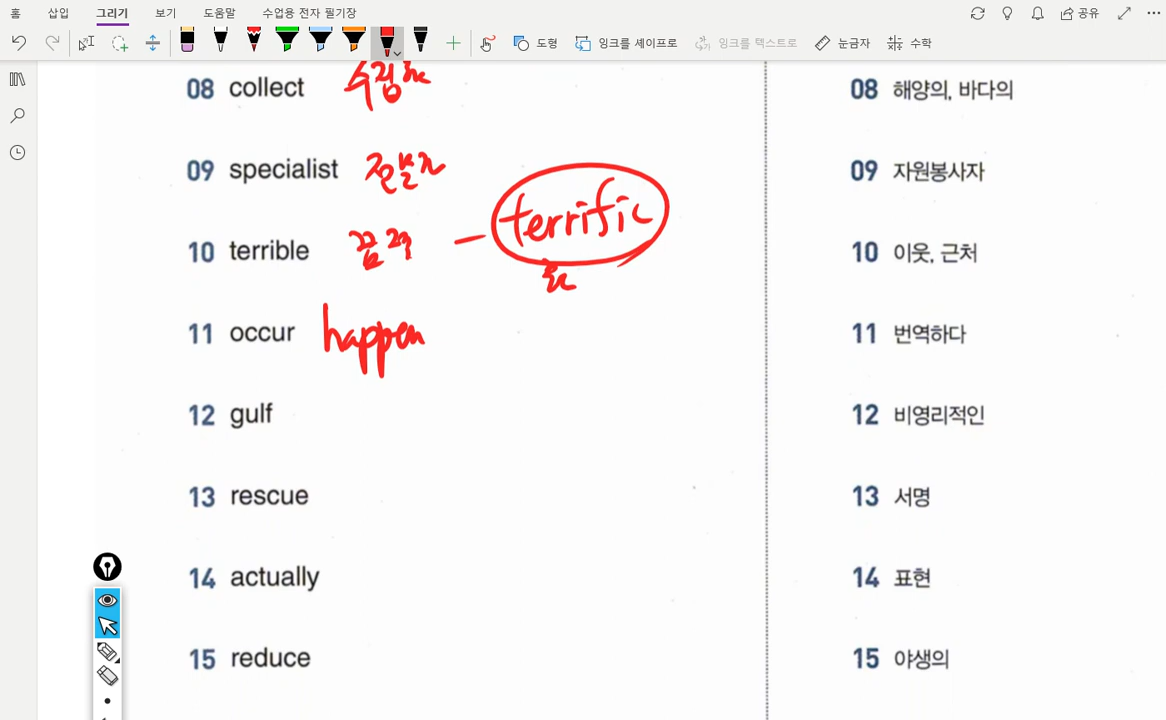 홈 삽입 그리기 보기 도움말 수업용 전자 필기장 공유
도형 잉크를 셰이프로 잉크를 텍스트로 눈금자 수학
08 collect
09 specialist 전문가
10 terrible 끔찍 terrific
11 occur happen
12 gulf
13 rescue
14 actually
15 reduce
08 해양의, 바다의
09 자원봉사자
10 이웃, 근처
11 번역하다
12 비영리적인
13 서명
14 표현
15 야생의